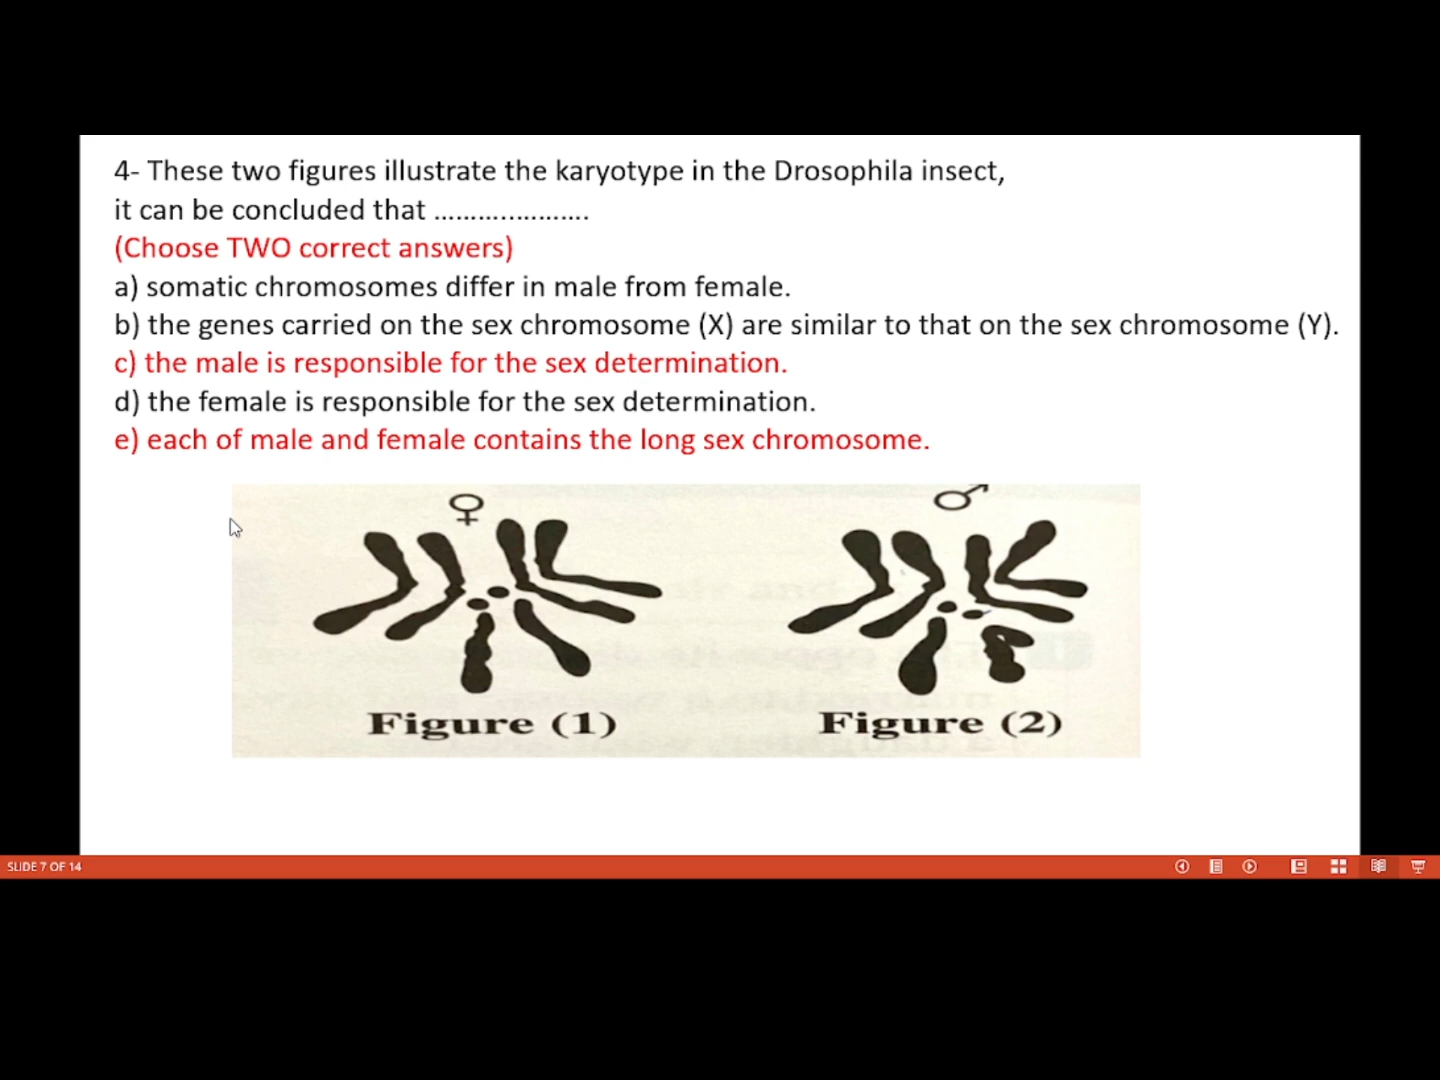 4- These two figures illustrate the karyotype in the Drosophila insect,
it can be concluded that ......................
(Choose TWO correct answers)
a) somatic chromosomes differ in male from female.
b) the genes carried on the sex chromosome (X) are similar to that on the sex chromosome (Y).
c) the male is responsible for the sex determination.
d) the female is responsible for the sex determination.
e) each of male and female contains the long sex chromosome.
♀ ♂
Figure (1) Figure (2)
SLIDE 7 OF 14